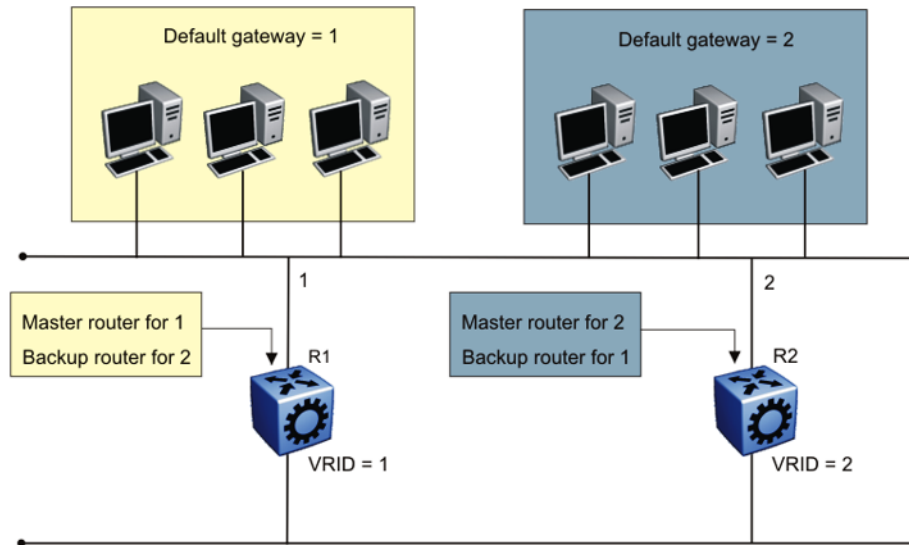 Default gateway = 1
Default gateway = 2
1
2
Master router for 1
Backup router for 2
Master router for 2
Backup router for 1
R1
R2
VRID = 1
VRID = 2